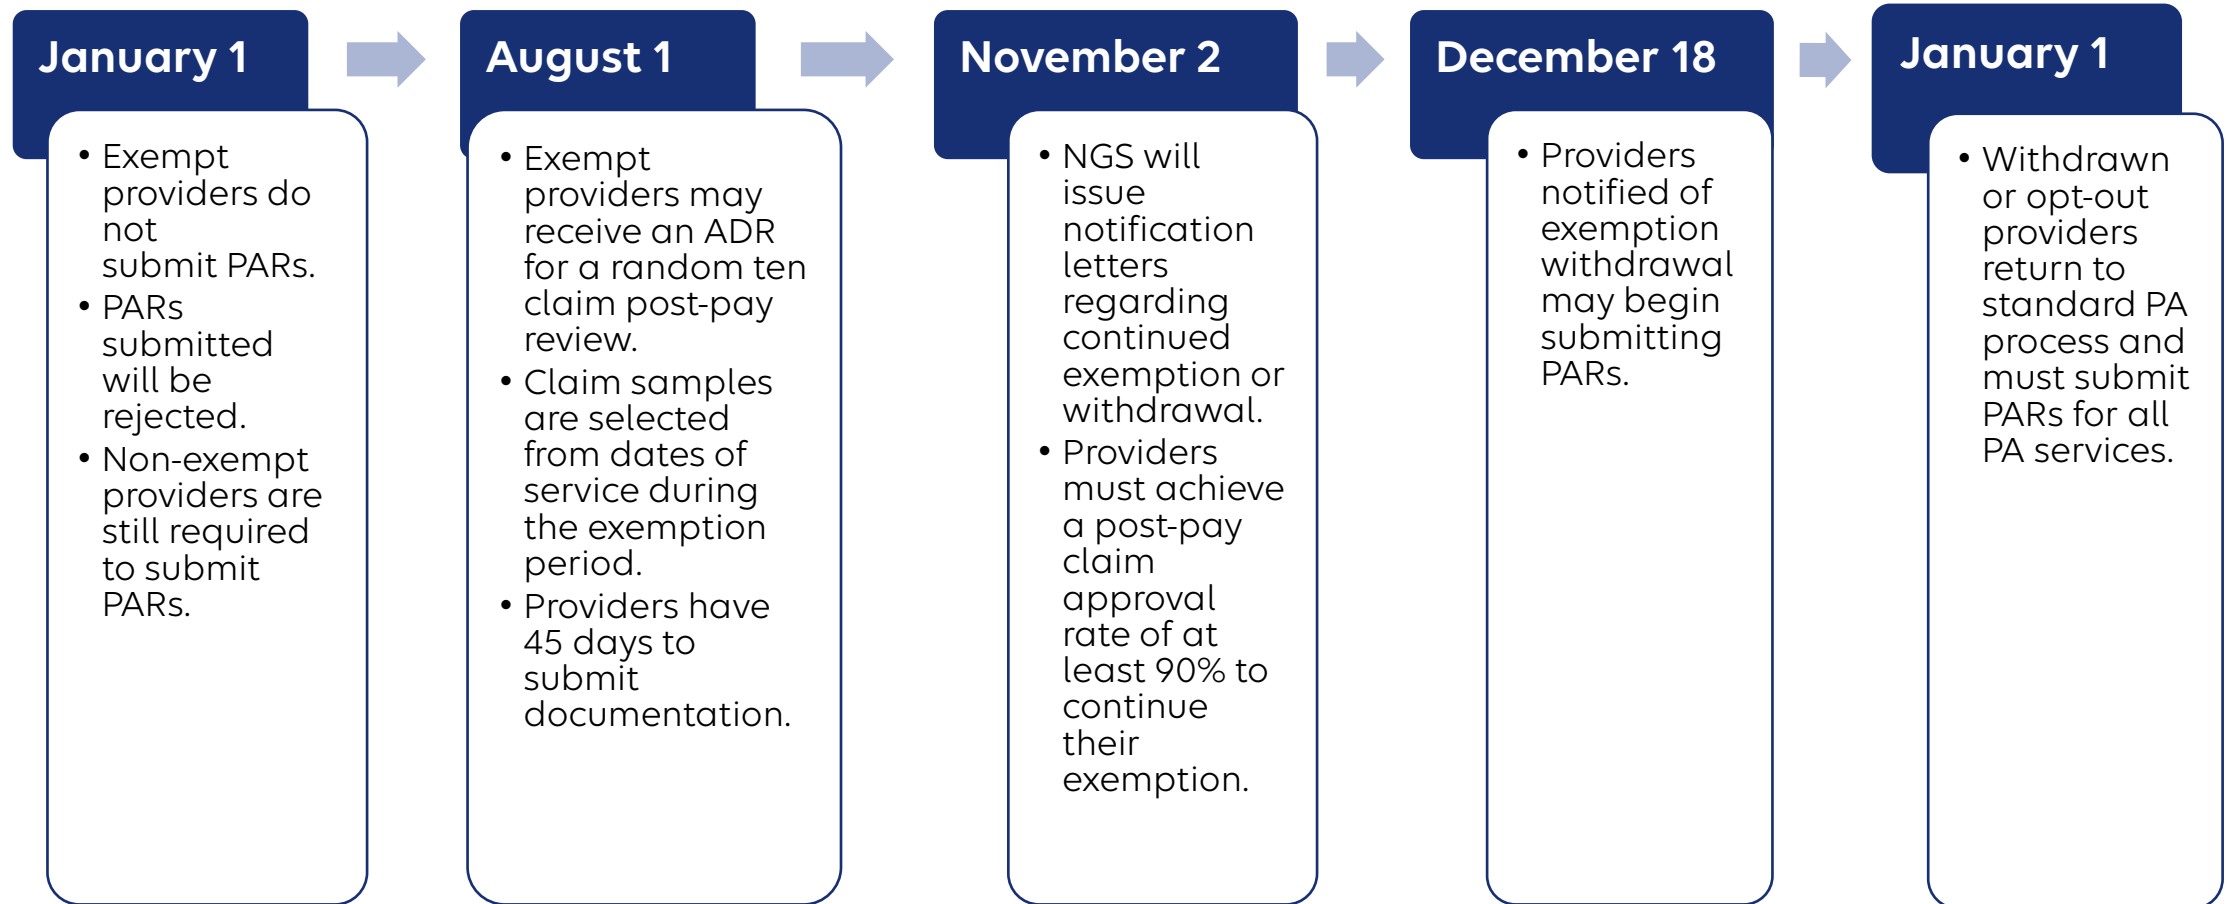 January 1
• Exempt
providers do
not
submit PARs.
• PARs
submitted
will be
rejected.
• Non-exempt
providers are
still required
to submit
PARs.
August 1
• Exempt
providers may
receive an ADR
for a random ten
claim post-pay
review.
• Claim samples
are selected
from dates of
service during
the exemption
period.
• Providers have
45 days to
submit
documentation.
November 2
• NGS will
issue
notification
letters
regarding
continued
exemption or
withdrawal.
• Providers
must achieve
a post-pay
claim
approval
rate of at
least 90% to
continue
their
exemption.
December 18
• Providers
notified of
exemption
withdrawal
may begin
submitting
PARs.
January 1
• Withdrawn
or opt-out
providers
return to
standard PA
process and
must submit
PARs for all
PA services.